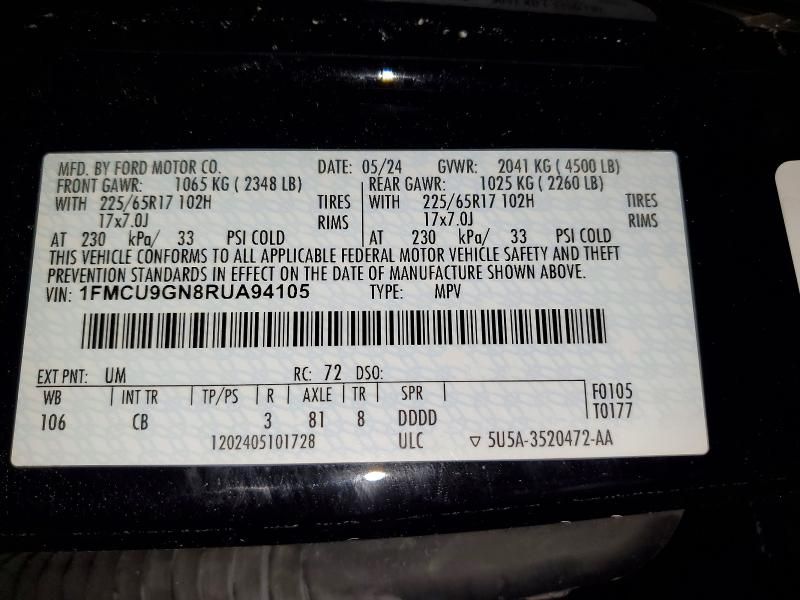 MFD. BY FORD MOTOR CO. DATE: 05/24 GVWR: 2041 KG ( 4500 LB)
FRONT GAWR: 1065 KG ( 2348 LB) REAR GAWR: 1025 KG ( 2260 LB)
WITH 225/65R17 102H TIRES WITH 225/65R17 102H TIRES
17x7.0J RIMS 17x7.0J RIMS
AT 230 kPa/ 33 PSI COLD AT 230 kPa/ 33 PSI COLD
THIS VEHICLE CONFORMS TO ALL APPLICABLE FEDERAL MOTOR VEHICLE SAFETY AND THEFT
PREVENTION STANDARDS IN EFFECT ON THE DATE OF MANUFACTURE SHOWN ABOVE.
VIN: 1FMCU9GN8RUA94105 TYPE: MPV
EXT PNT: UM RC: 72 DSO:
WB INT TR TP/PS R AXLE TR SPR F0105
106 CB 3 81 8 DDDD T0177
1202405101728 ULC ▽ 5U5A-3520472-AA